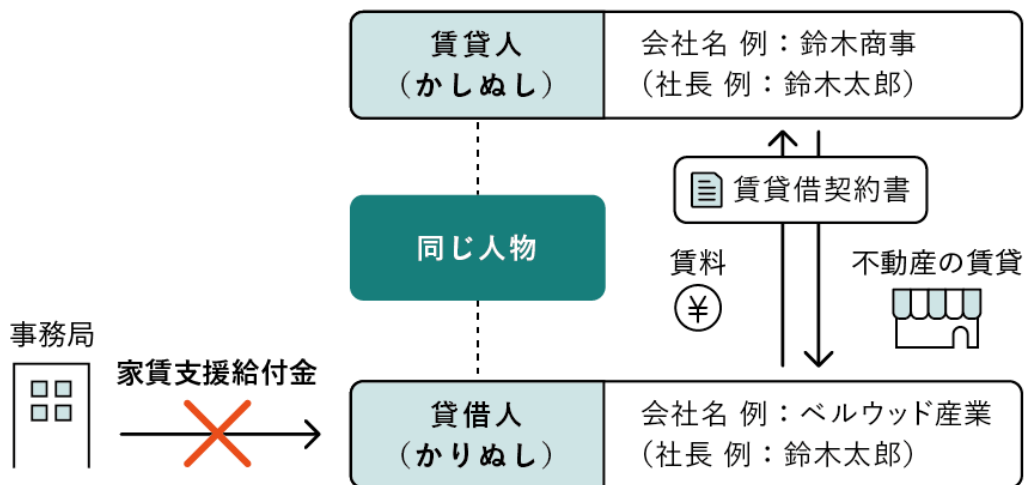 賃貸人
（かしぬし）
会社名 例：鈴木商事
（社長 例：鈴木太郎）
賃貸借契約書
同じ人物
賃料
¥
不動産の賃貸
事務局
家賃支援給付金
貸借人
（かりぬし）
会社名 例：ベルウッド産業
（社長 例：鈴木太郎）